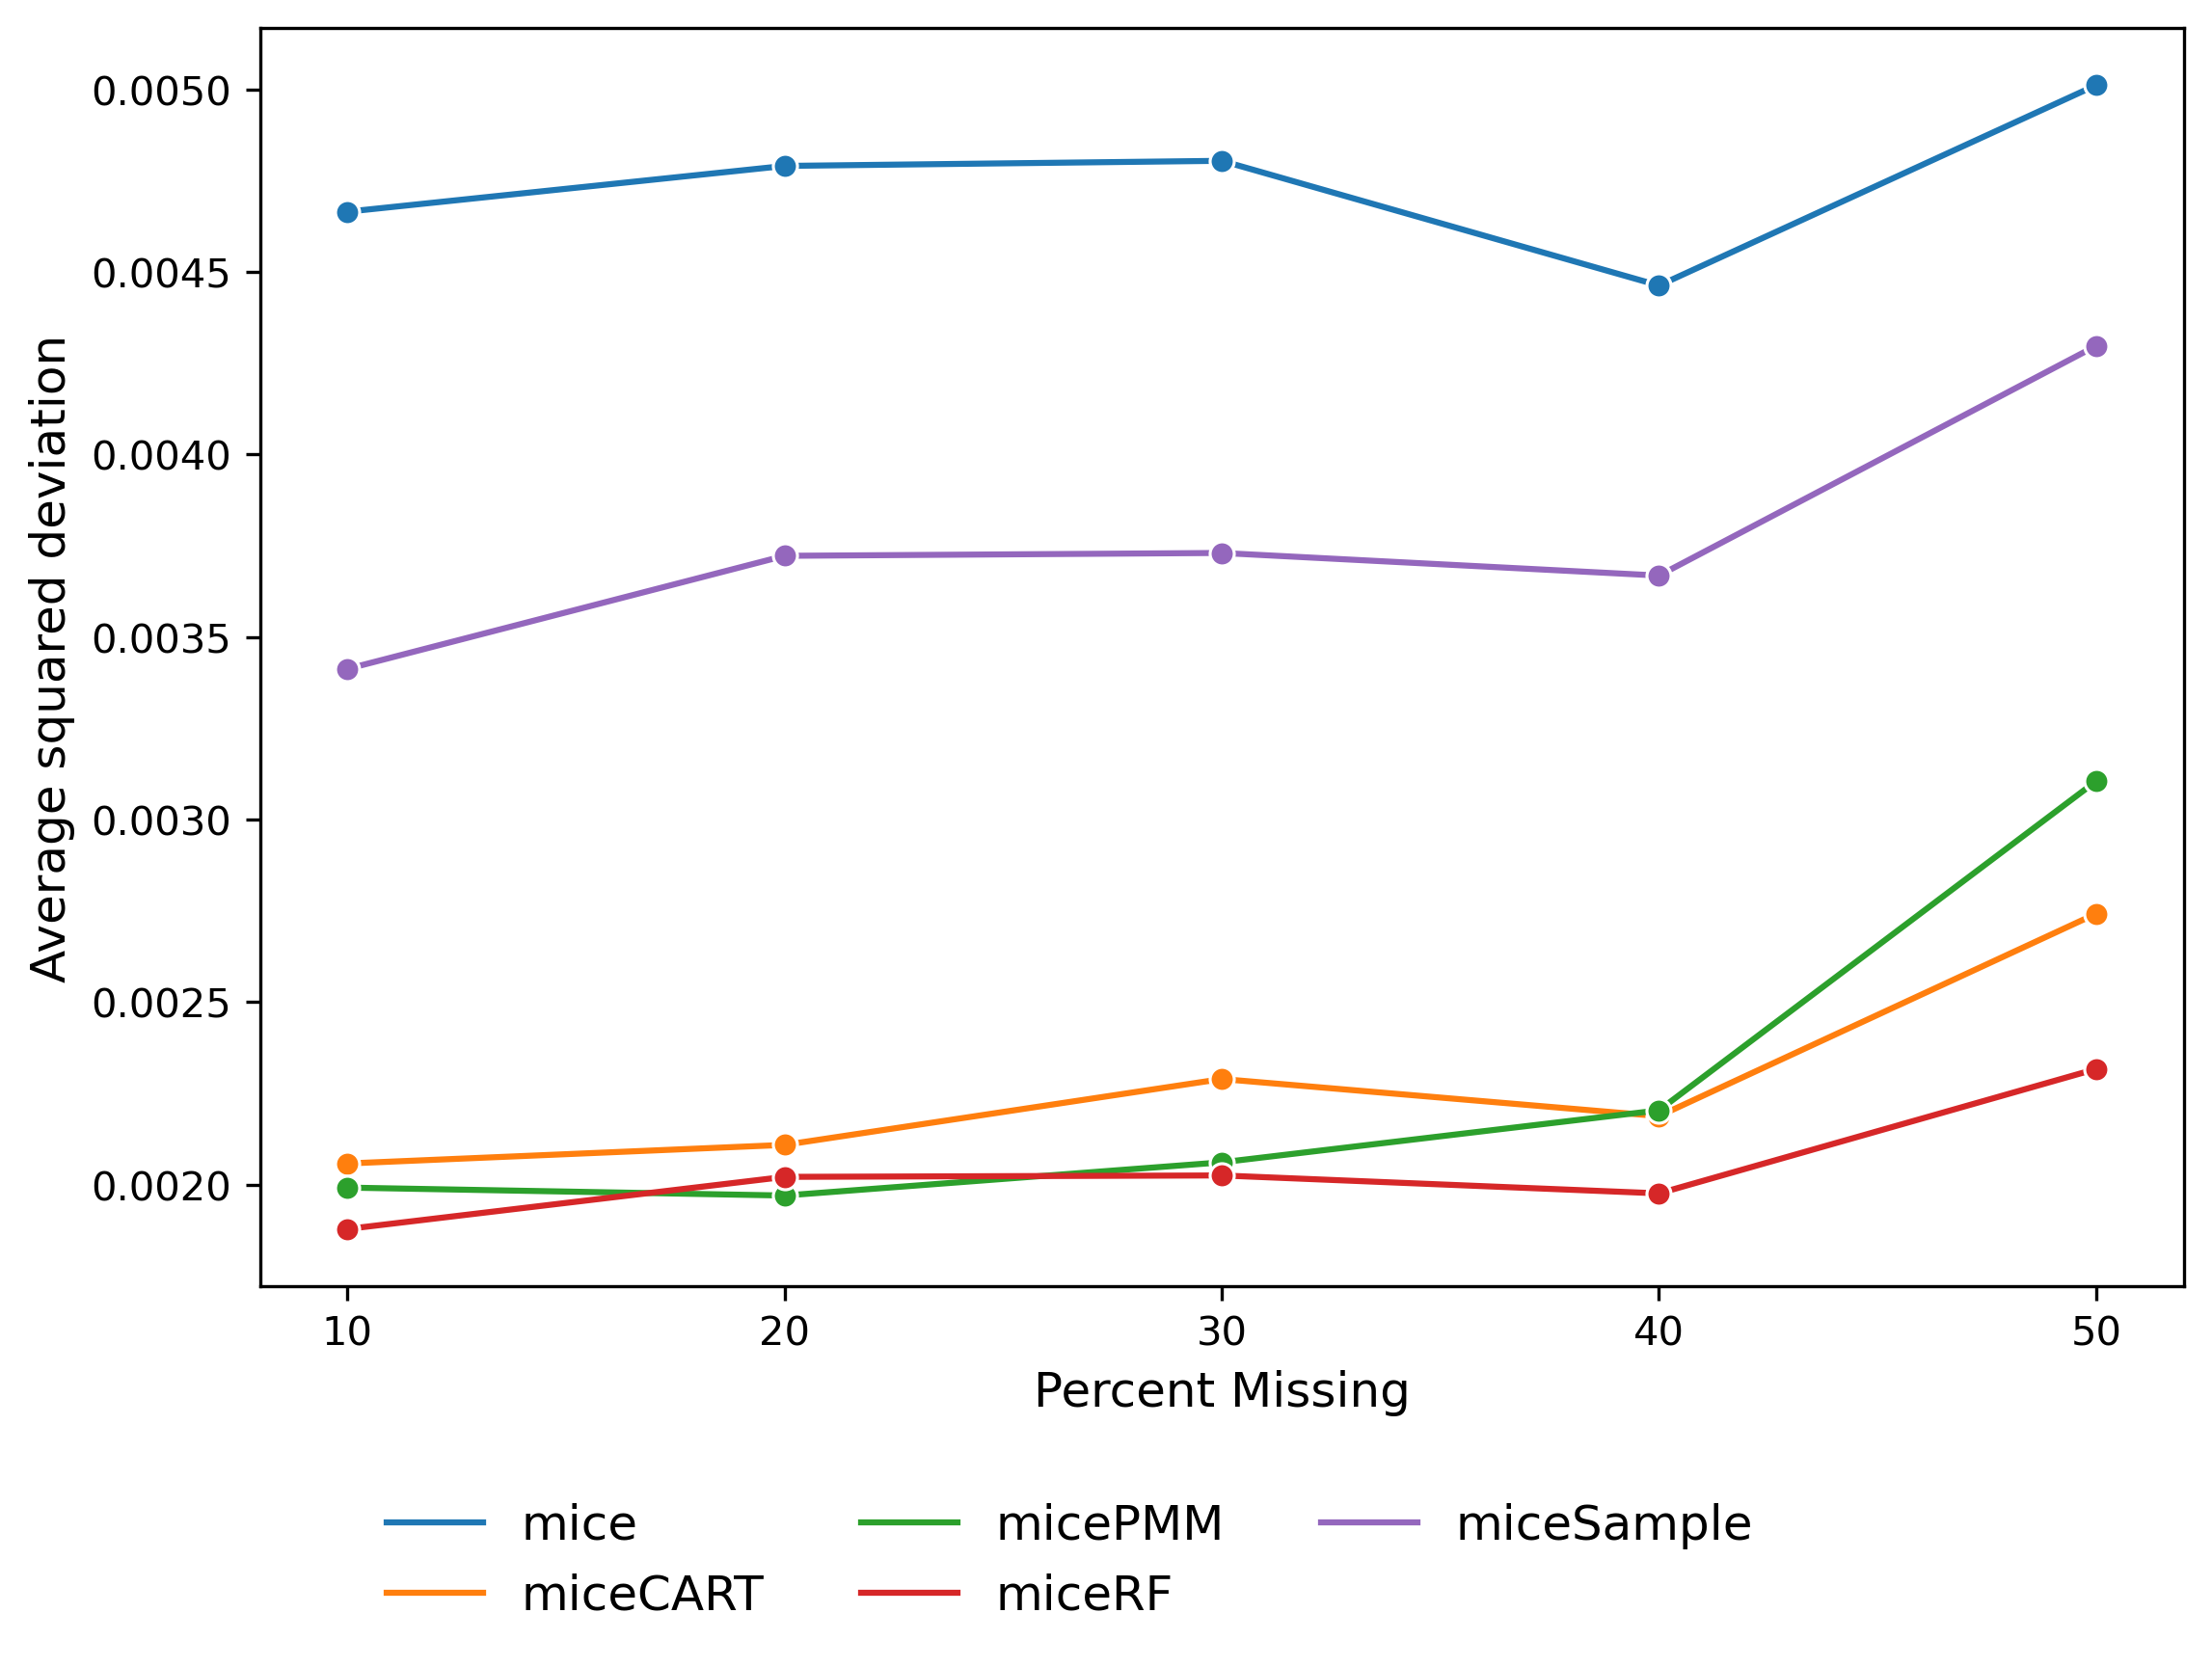 0.0050
0.0045
0.0040
0.0035
0.0030
0.0025
0.0020
Average squared deviation
10 20 30 40 50
Percent Missing
mice micePMM miceSample
miceCART miceRF